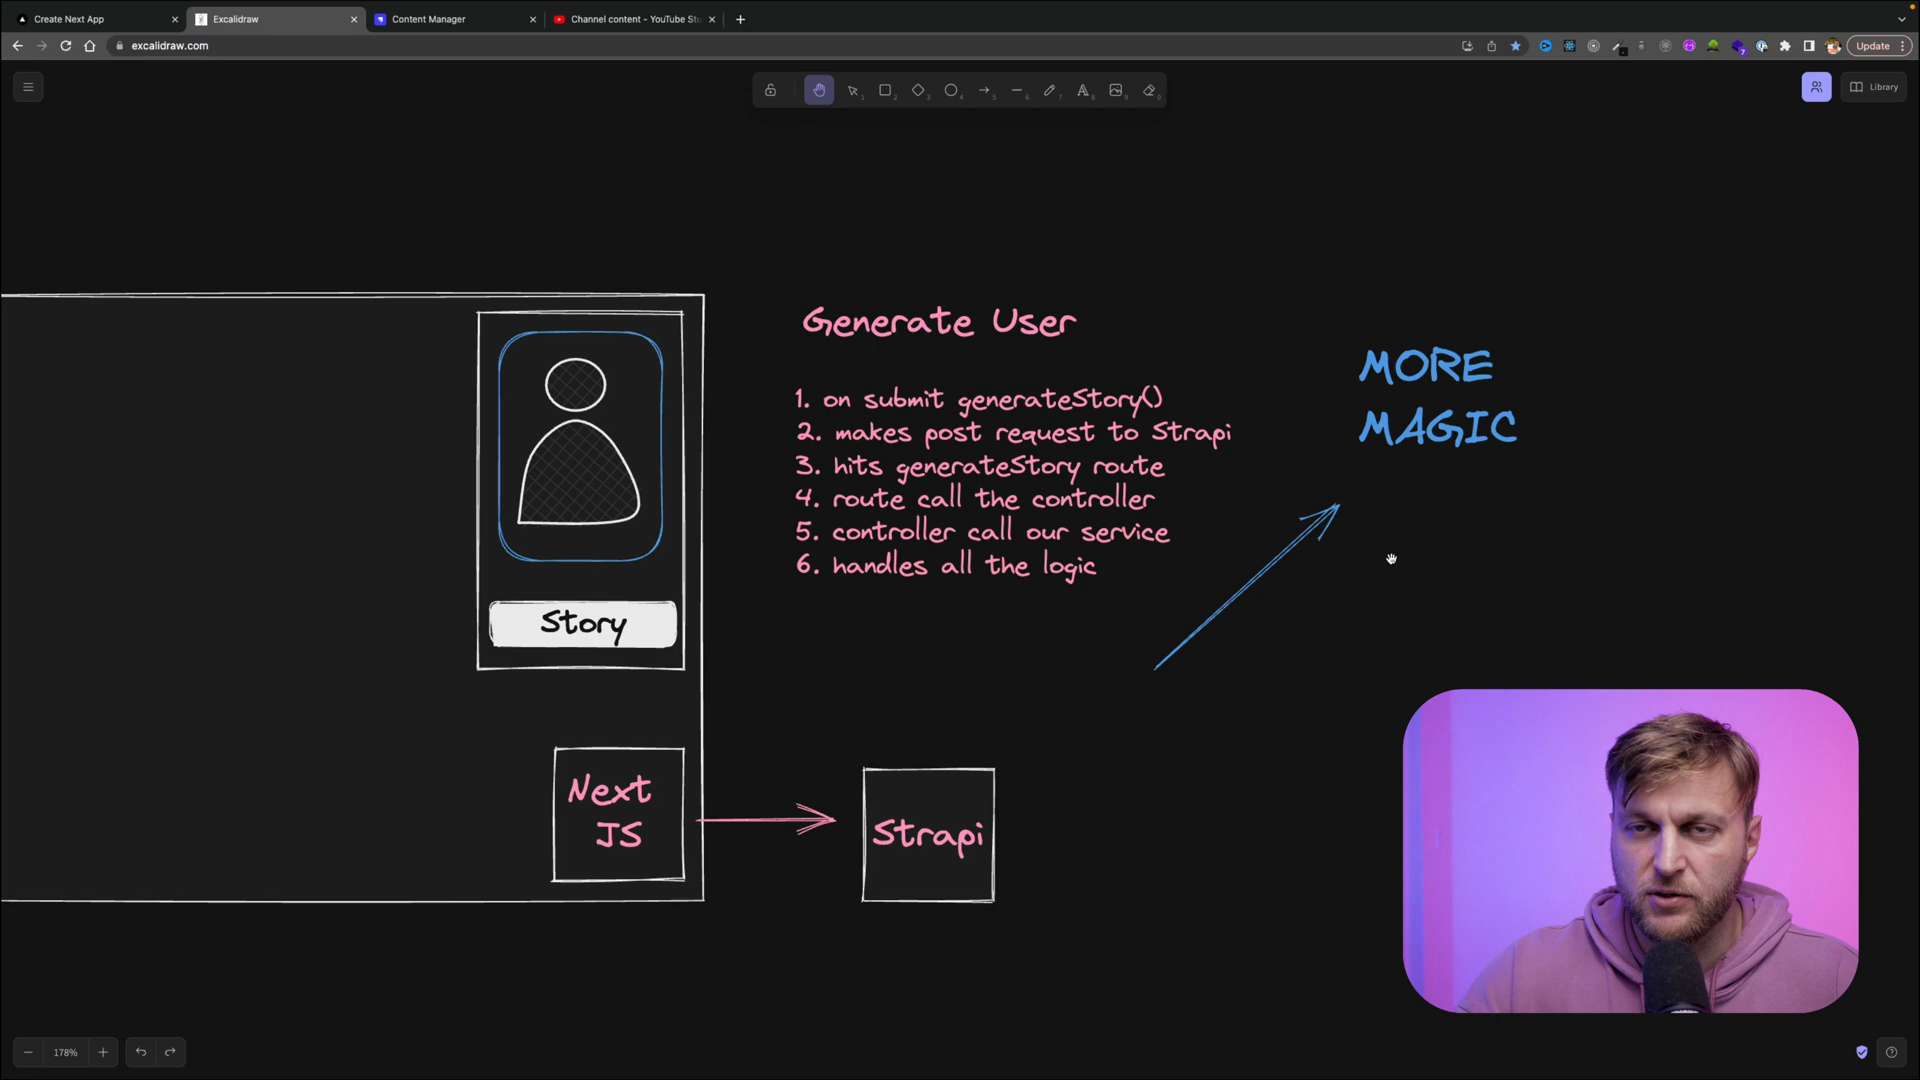 Create Next App
Excalidraw
Content Manager
Channel content - YouTube Stu
excalidraw.com
Update
Library
Generate User
1. on submit generateStory()
2. makes post request to Strapi
3. hits generateStory route
4. route call the controller
5. controller call our service
6. handles all the logic
MORE
MAGIC
Story
Next
JS
Strapi
178%